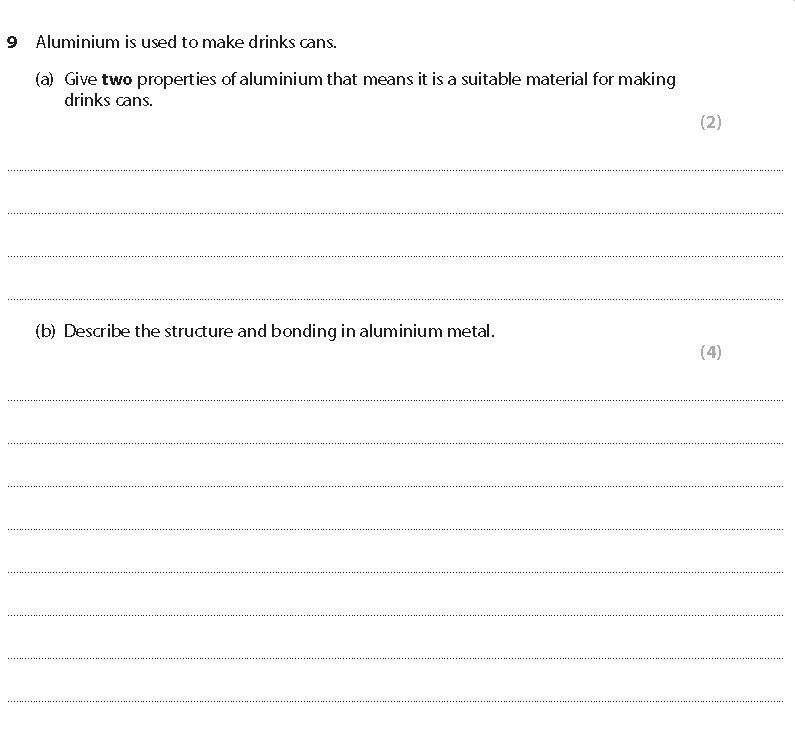 9 Aluminium is used to make drinks cans.
(a) Give two properties of aluminium that means it is a suitable material for making
drinks cans.
(2)
(b) Describe the structure and bonding in aluminium metal.
(4)